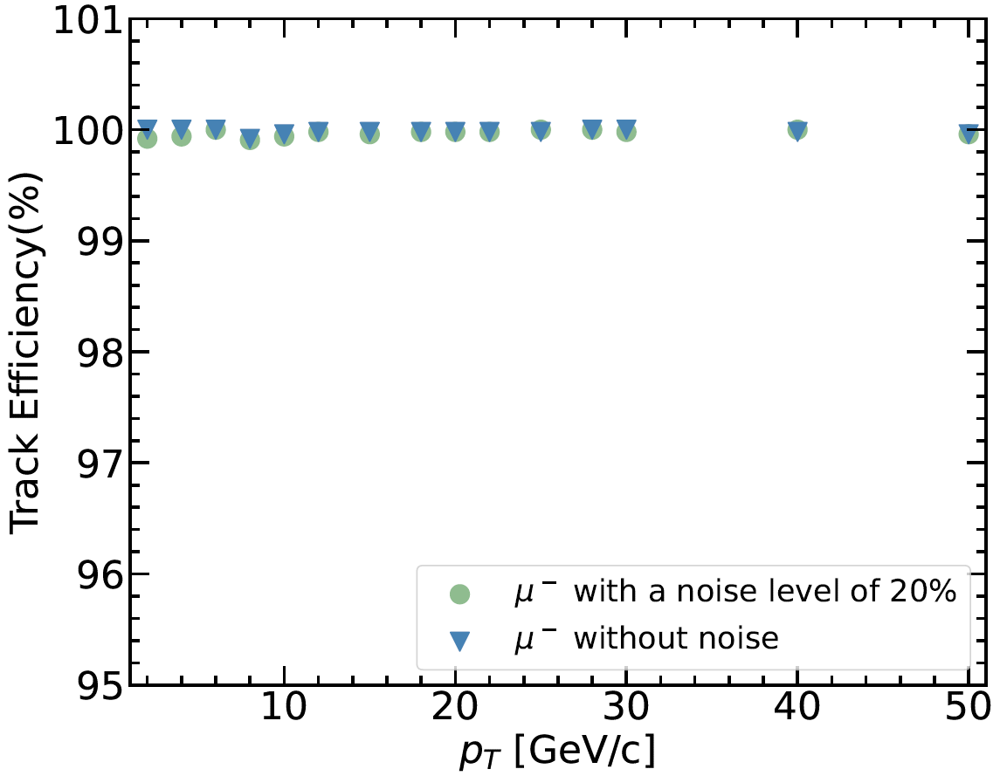 101
100
99
98
97
96
95
Track Efficiency(%)
μ⁻ with a noise level of 20%
μ⁻ without noise
10 20 30 40 50
p_T [GeV/c]